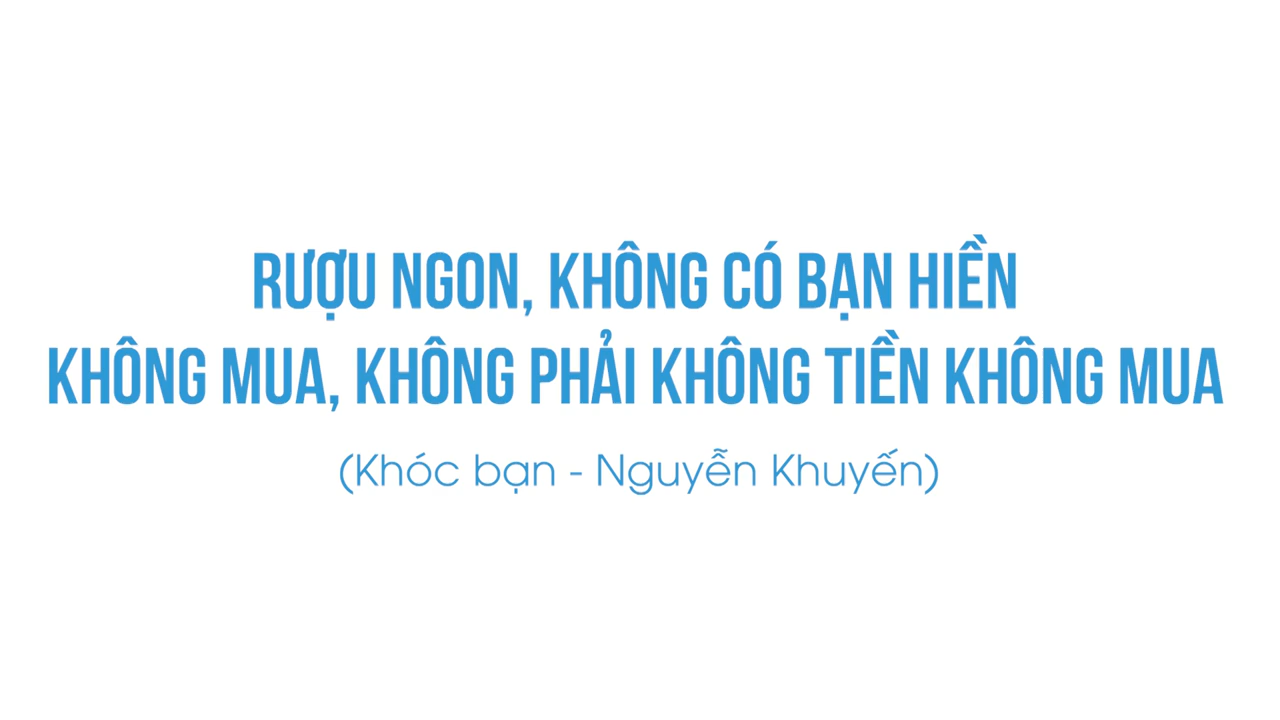 RƯỢU NGON, KHÔNG CÓ BẠN HIỀN
KHÔNG MUA, KHÔNG PHẢI KHÔNG TIỀN KHÔNG MUA
(Khóc bạn - Nguyễn Khuyến)